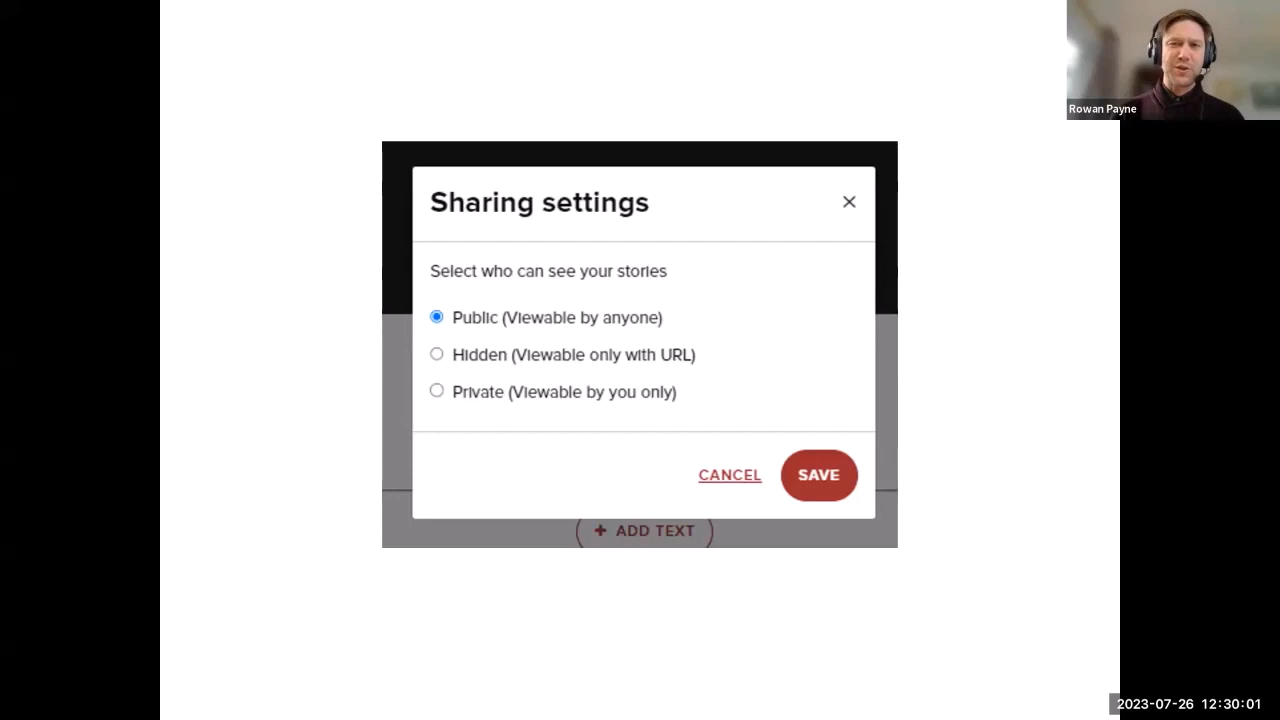 Rowan Payne
Sharing settings
Select who can see your stories
Public (Viewable by anyone)
Hidden (Viewable only with URL)
Private (Viewable by you only)
CANCEL
SAVE
+ ADD TEXT
2023-07-26 12:30:01